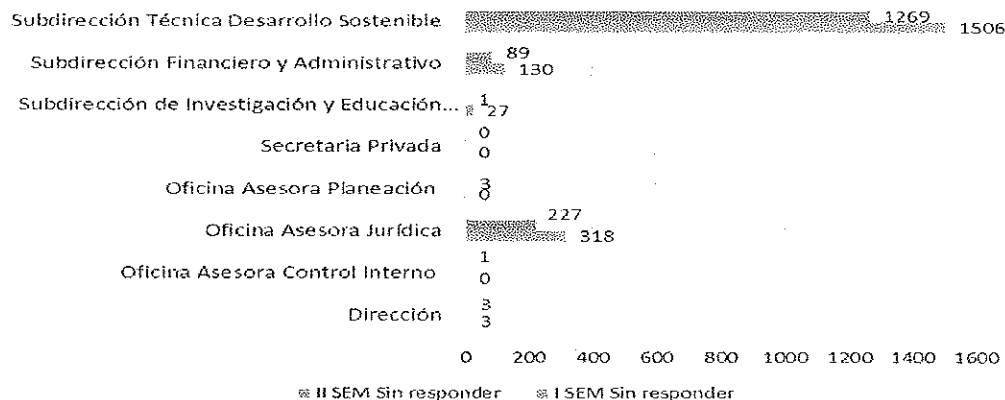 Subdirección Técnica Desarrollo Sostenible
1269
1506
Subdirección Financiero y Administrativo
89
130
Subdirección de Investigación y Educación...
1
27
Secretaria Privada
0
0
Oficina Asesora Planeación
3
0
Oficina Asesora Jurídica
227
318
Oficina Asesora Control Interno
1
0
Dirección
3
3
0 200 400 600 800 1000 1200 1400 1600
II SEM Sin responder I SEM Sin responder